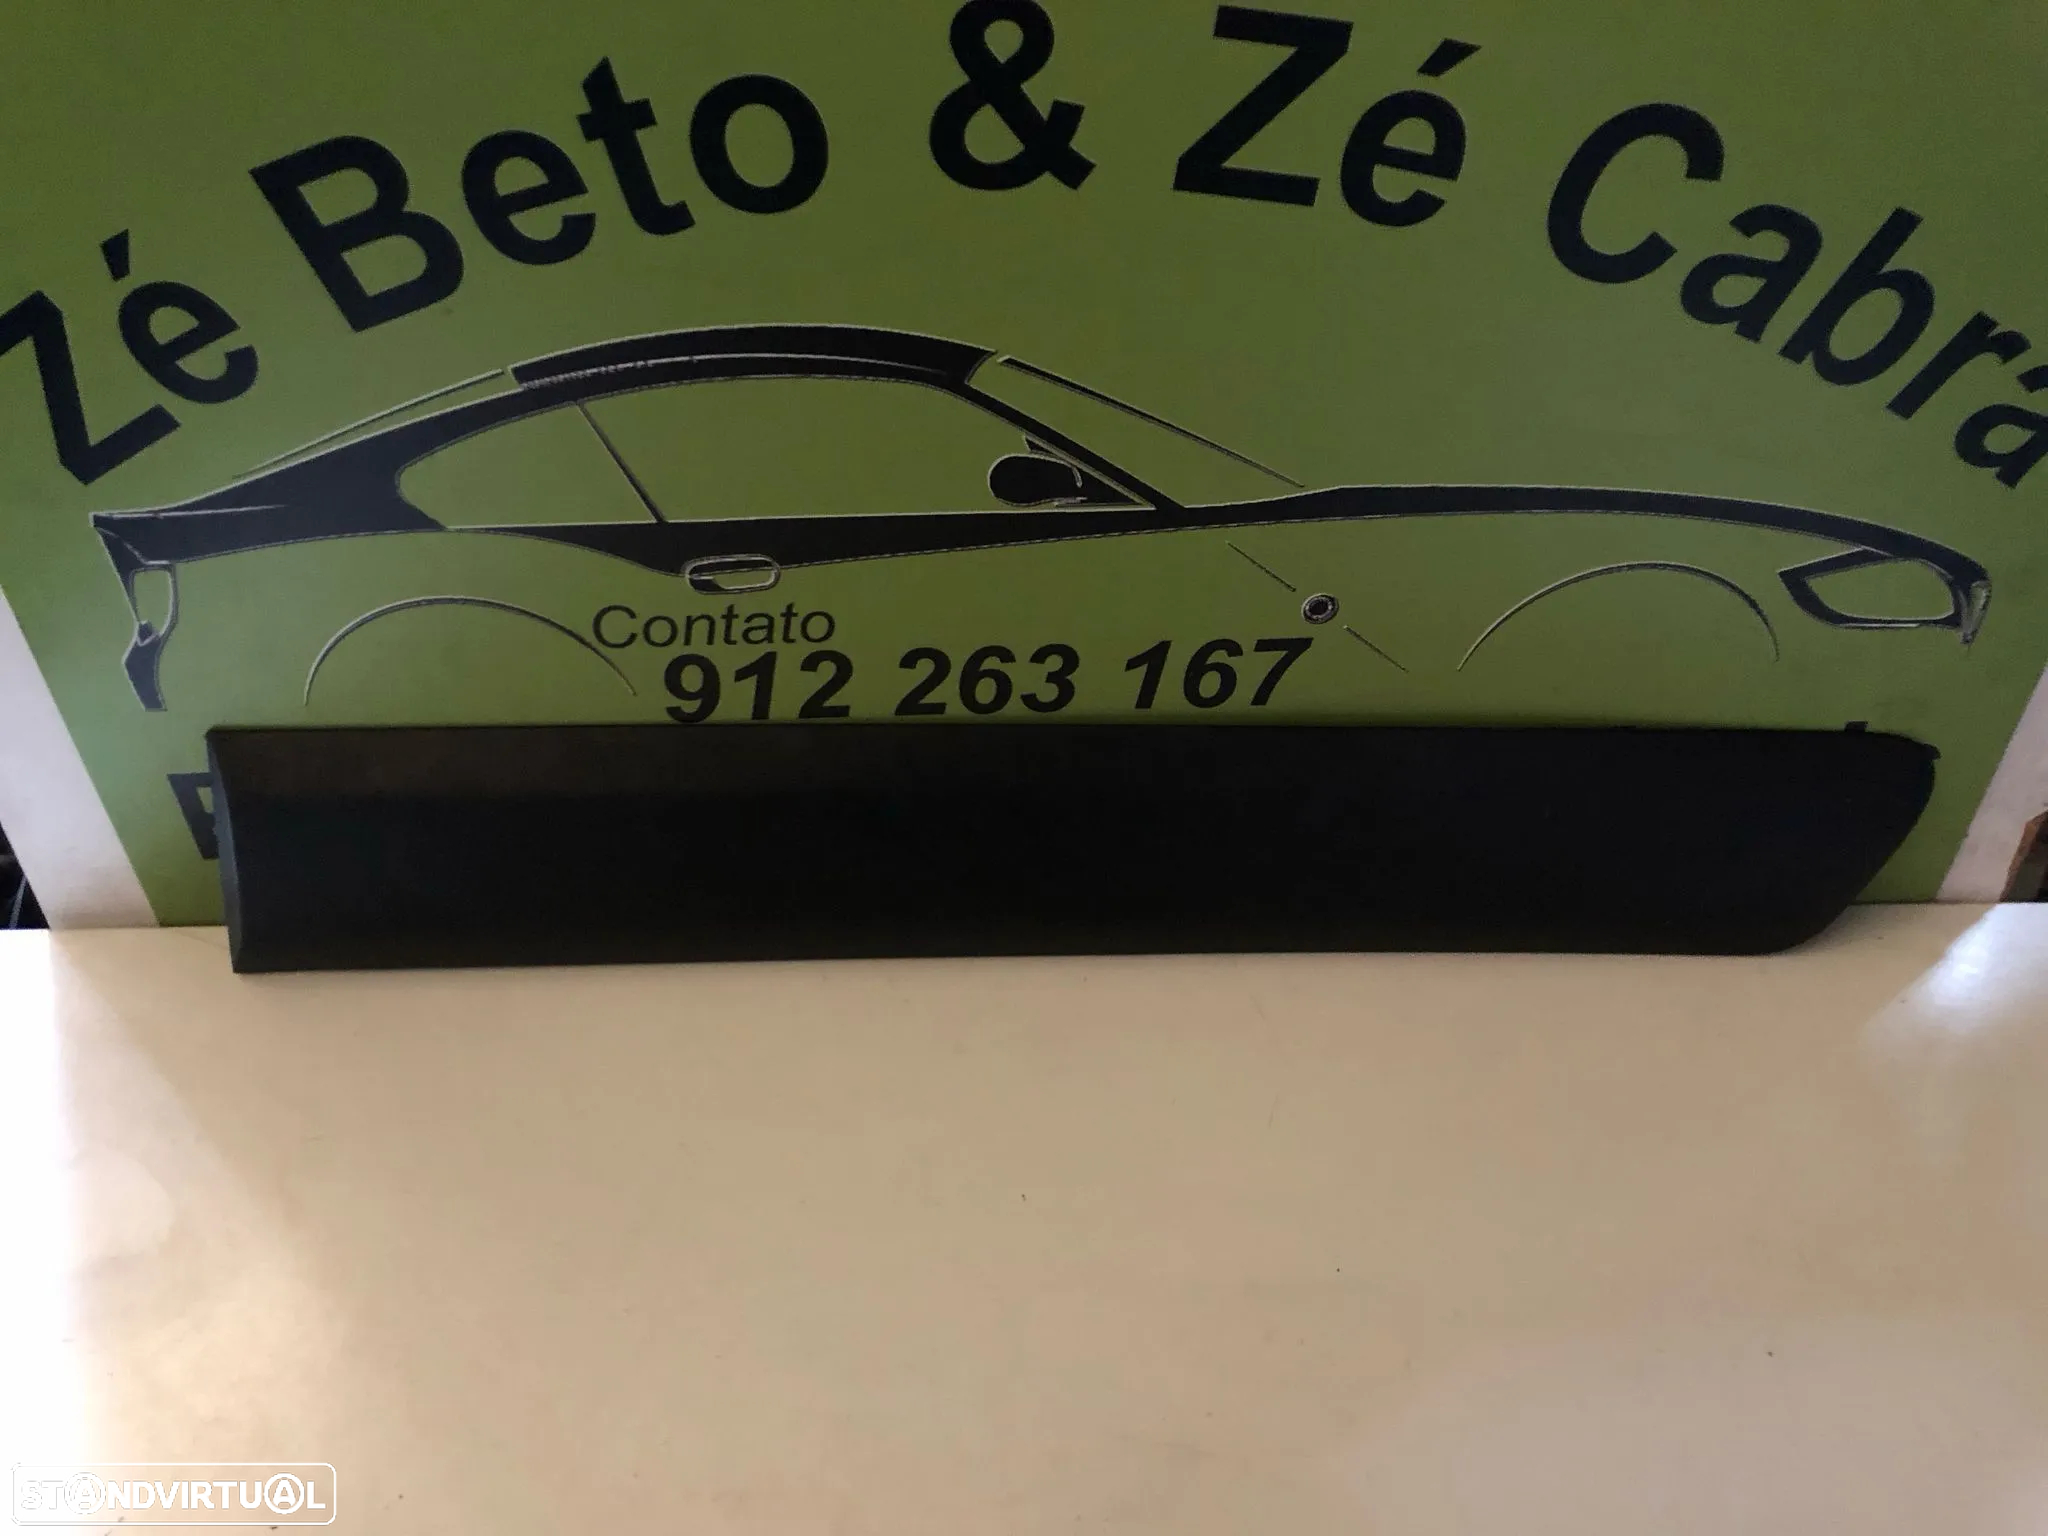 Zé Beto & Zé Cabra
Contato
912 263 167
STANDVIRTUAL